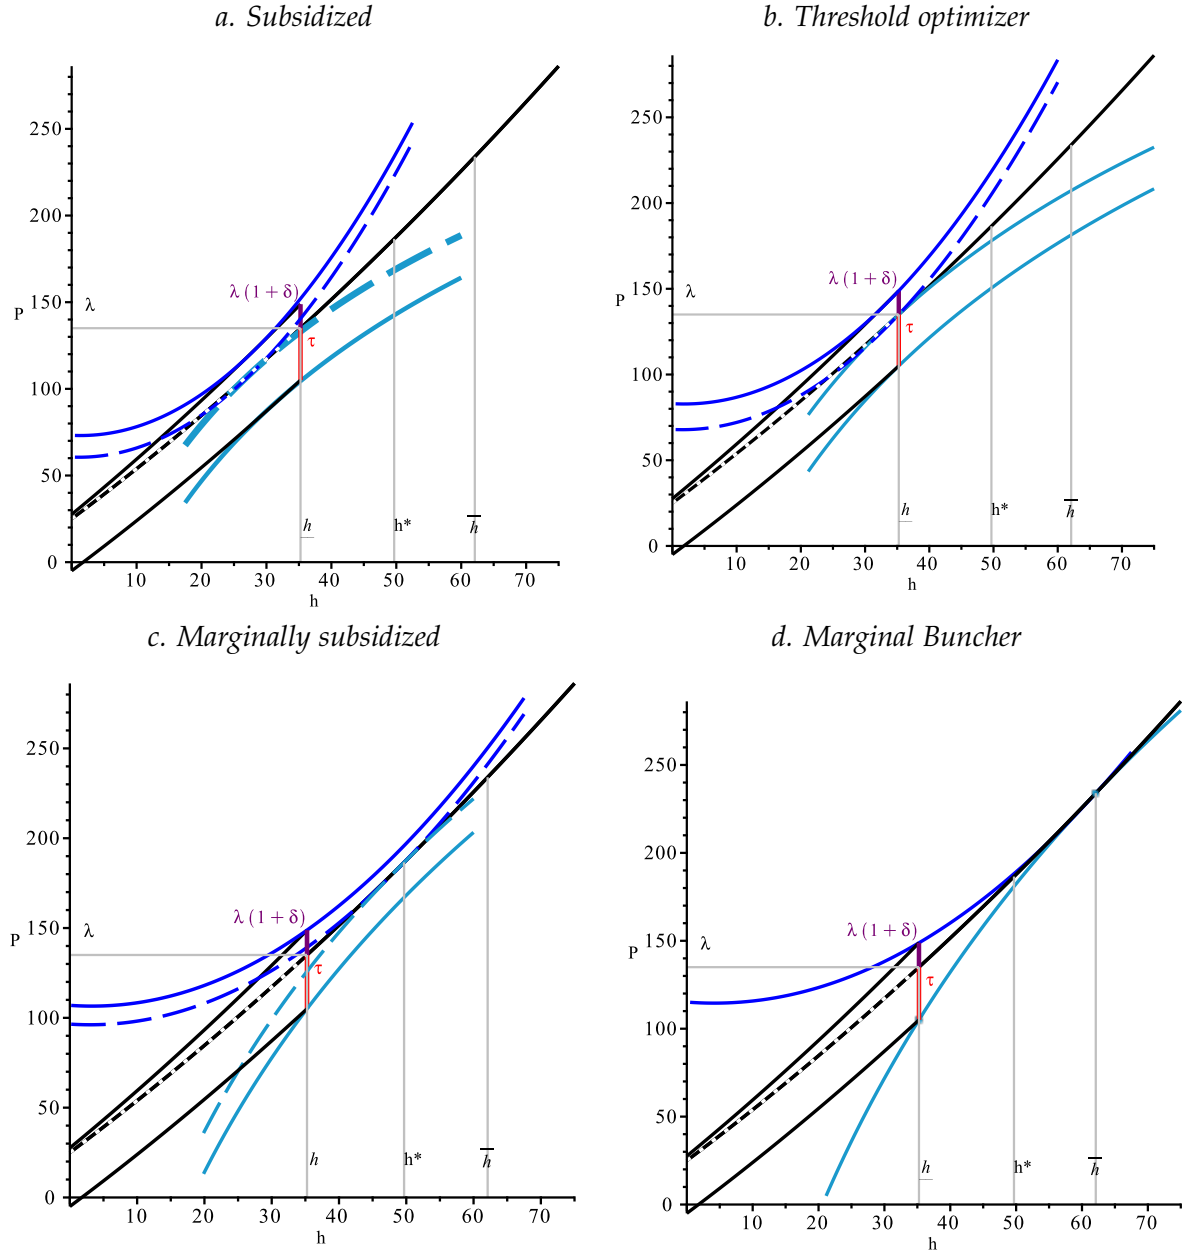 a. Subsidized
b. Threshold optimizer
250
200
150
100
50
0
P
λ
λ (1 + δ)
τ
h
h*
h
10 20 30 40 50 60 70
h
250
200
150
100
50
0
P
λ
λ (1 + δ)
τ
h
h*
h
10 20 30 40 50 60 70
h
c. Marginally subsidized
d. Marginal Buncher
250
200
150
100
50
0
P
λ
λ (1 + δ)
τ
h
h*
h
10 20 30 40 50 60 70
h
250
200
150
100
50
0
P
λ
λ (1 + δ)
τ
h
h*
h
10 20 30 40 50 60 70
h